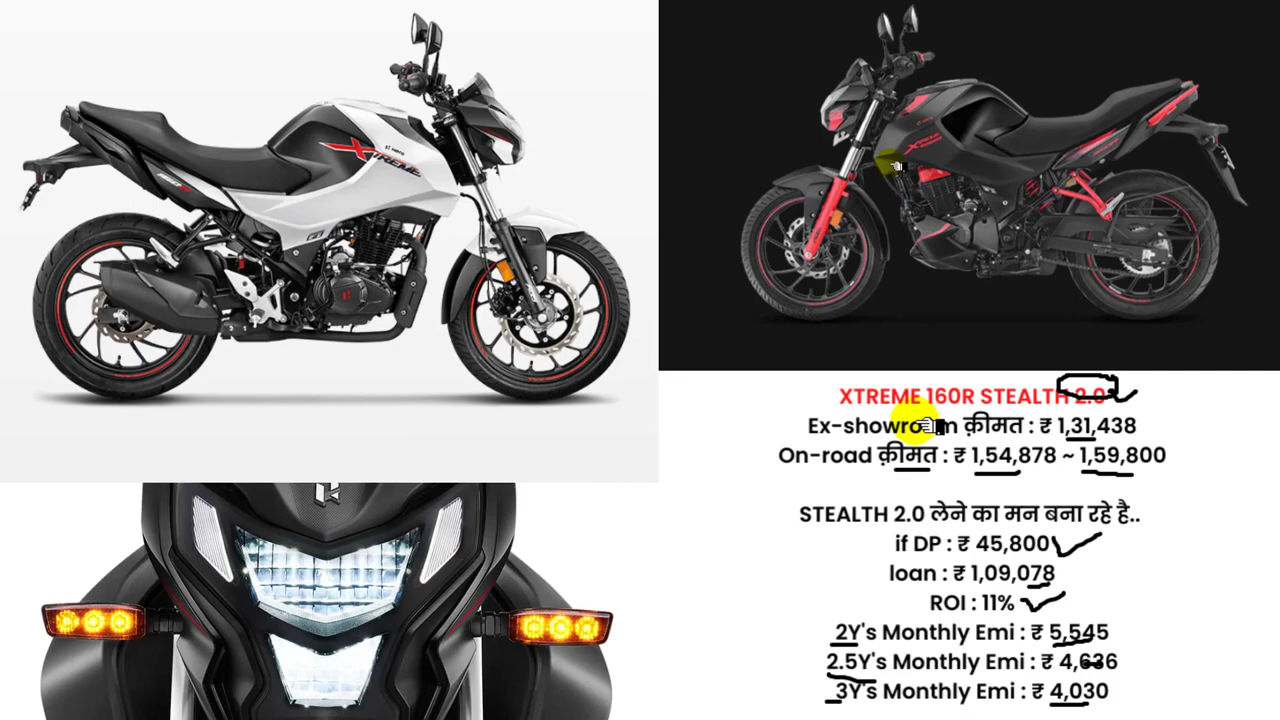 XTREME
160R
XTREME 160R STEALTH 2.0
Ex-showroom क़ीमत : ₹ 1,31,438
On-road क़ीमत : ₹ 1,54,878 ~ 1,59,800
STEALTH 2.0 लेने का मन बना रहे है..
if DP : ₹ 45,800
loan : ₹ 1,09,078
ROI : 11%
2Y's Monthly Emi : ₹ 5,545
2.5Y's Monthly Emi : ₹ 4,636
3Y's Monthly Emi : ₹ 4,030